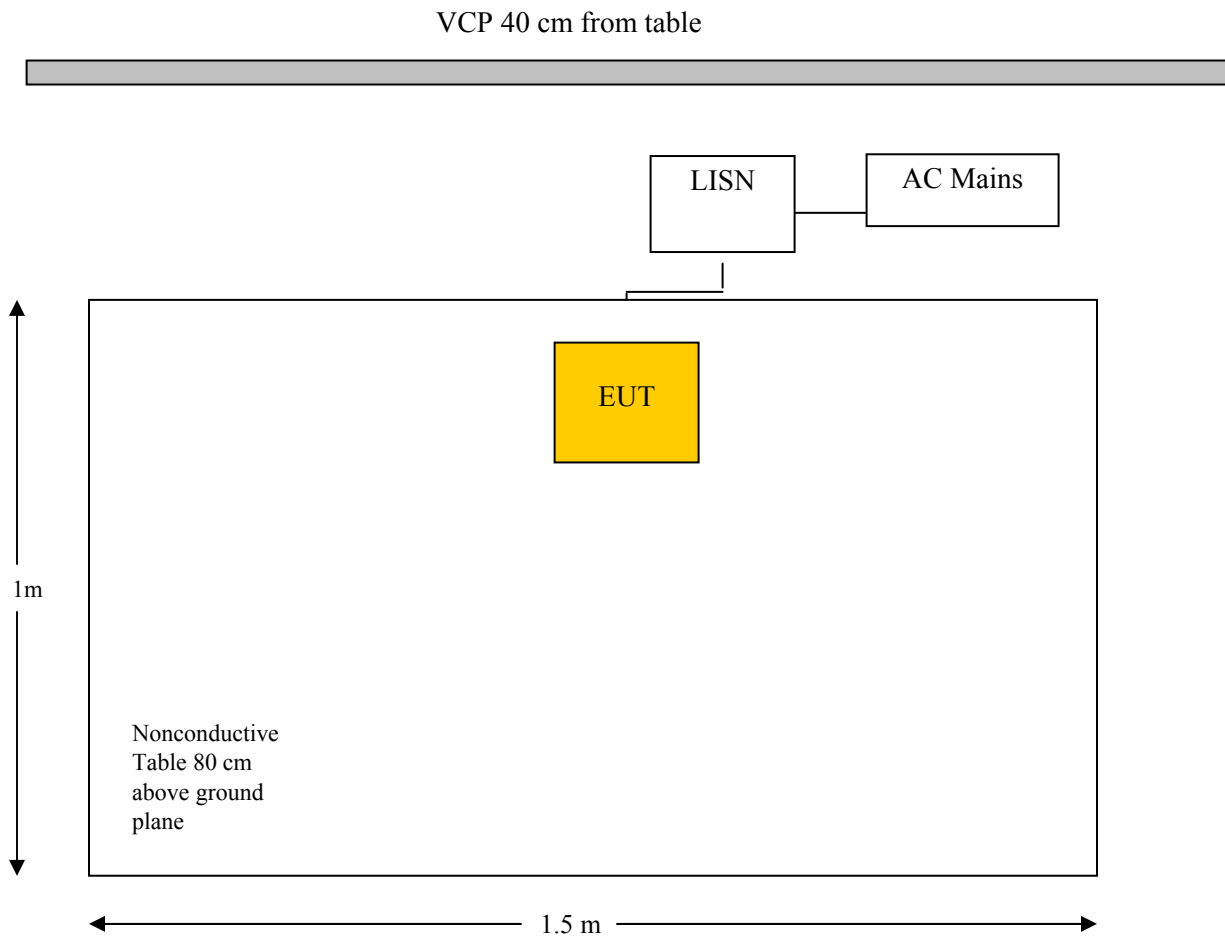 VCP 40 cm from table
LISN
AC Mains
EUT
1m
Nonconductive
Table 80 cm
above ground
plane
1.5 m